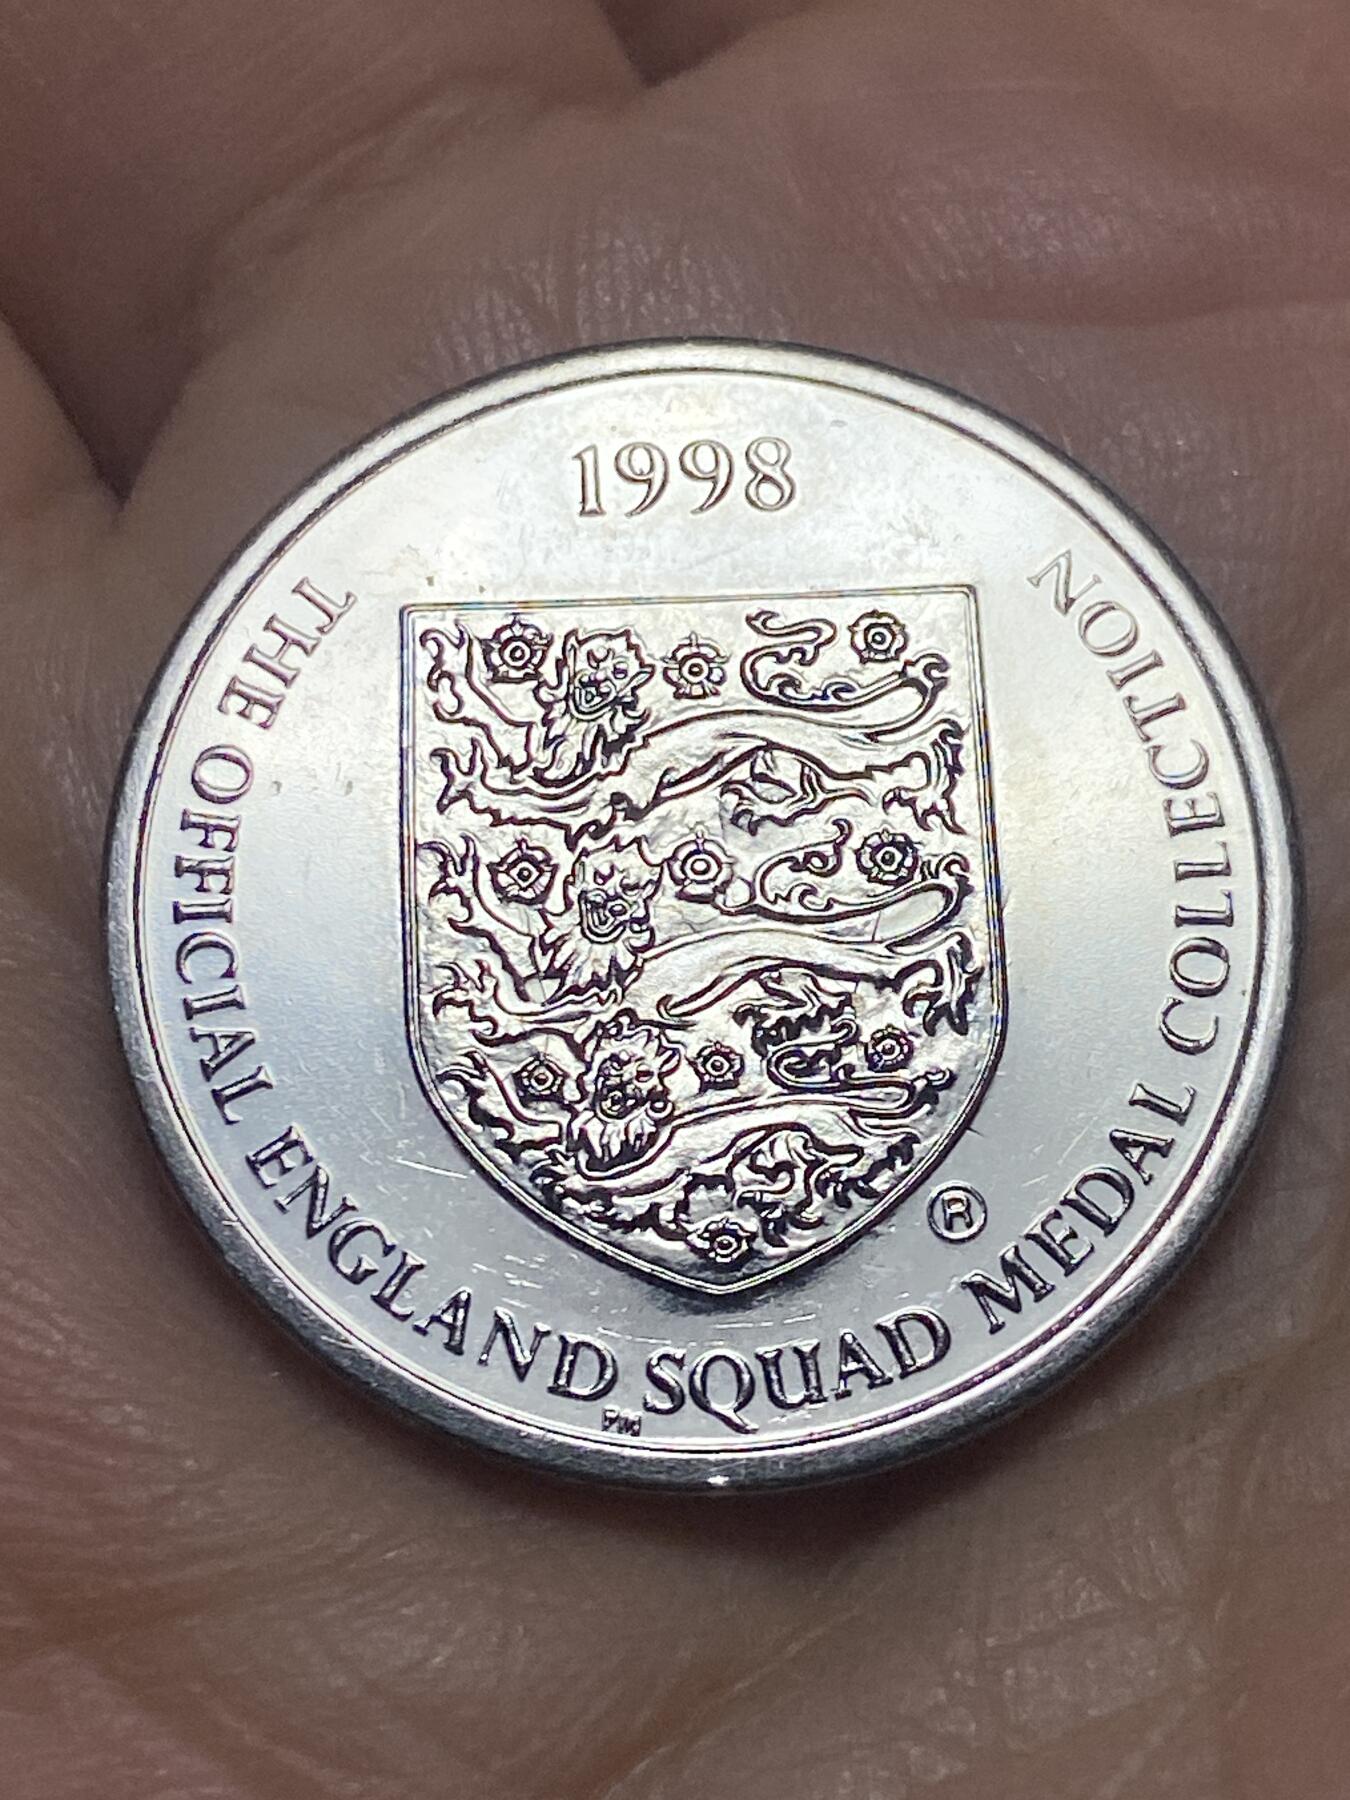 1998
THE OFFICIAL ENGLAND SQUAD MEDAL COLLECTION
®
PM